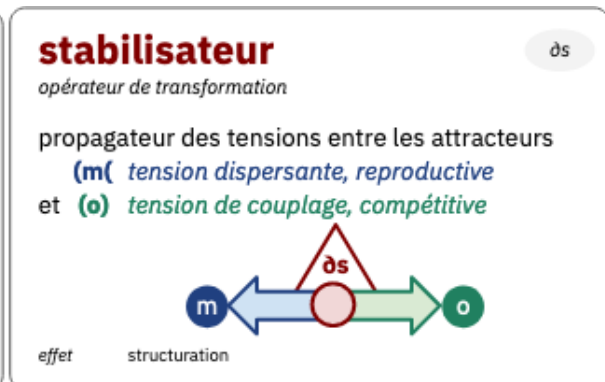 stabilisateur
∂s
opérateur de transformation
propagateur des tensions entre les attracteurs
(m( tension dispersante, reproductive
et (o) tension de couplage, compétitive
∂s
m o
effet structuration